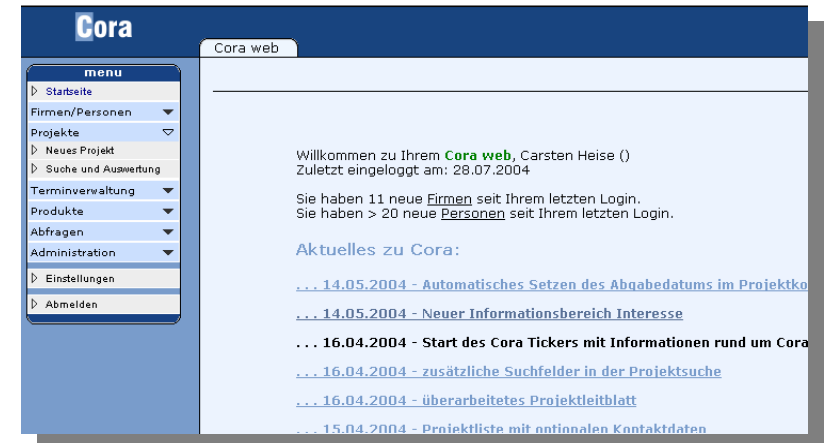 Cora
Cora web
menu
Startseite
Firmen/Personen
Projekte
Neues Projekt
Suche und Auswertung
Terminverwaltung
Produkte
Abfragen
Administration
Einstellungen
Abmelden
Willkommen zu Ihrem Cora web, Carsten Heise ()
Zuletzt eingeloggt am: 28.07.2004
Sie haben 11 neue Firmen seit Ihrem letzten Login.
Sie haben > 20 neue Personen seit Ihrem letzten Login.
Aktuelles zu Cora:
... 14.05.2004 - Automatisches Setzen des Abgabedatums im Projektko
... 14.05.2004 - Neuer Informationsbereich Interesse
... 16.04.2004 - Start des Cora Tickers mit Informationen rund um Cora
... 16.04.2004 - zusätzliche Suchfelder in der Projektsuche
... 16.04.2004 - überarbeitetes Projektleitblatt
... 15.04.2004 - Projektliste mit optionalen Kontaktdaten